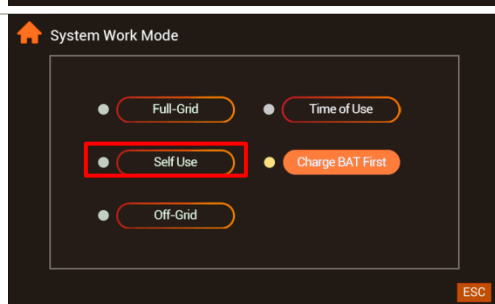 System Work Mode
Full-Grid
Time of Use
Self Use
Charge BAT First
Off-Grid
ESC